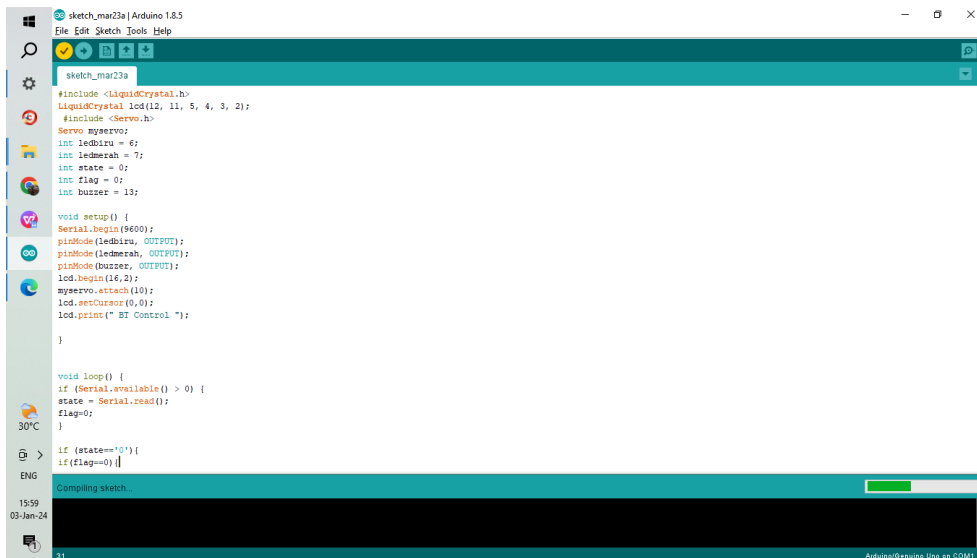 sketch_mar23a | Arduino 1.8.5
File Edit Sketch Tools Help
sketch_mar23a
#include <LiquidCrystal.h>
LiquidCrystal lcd(12, 11, 5, 4, 3, 2);
#include <Servo.h>
Servo myservo;
int ledbiru = 6;
int ledmerah = 7;
int state = 0;
int flag = 0;
int buzzer = 13;
void setup() {
Serial.begin(9600);
pinMode(ledbiru, OUTPUT);
pinMode(ledmerah, OUTPUT);
pinMode(buzzer, OUTPUT);
lcd.begin(16,2);
myservo.attach(10);
lcd.setCursor(0,0);
lcd.print(" BT Control ");
}
void loop() {
if (Serial.available() > 0) {
state = Serial.read();
flag=0;
}
if (state=='0'){
if(flag==0){
Compiling sketch...
31
Arduino/Genuino Uno on COM1
30°C
ENG
15:59
03-Jan-24
1